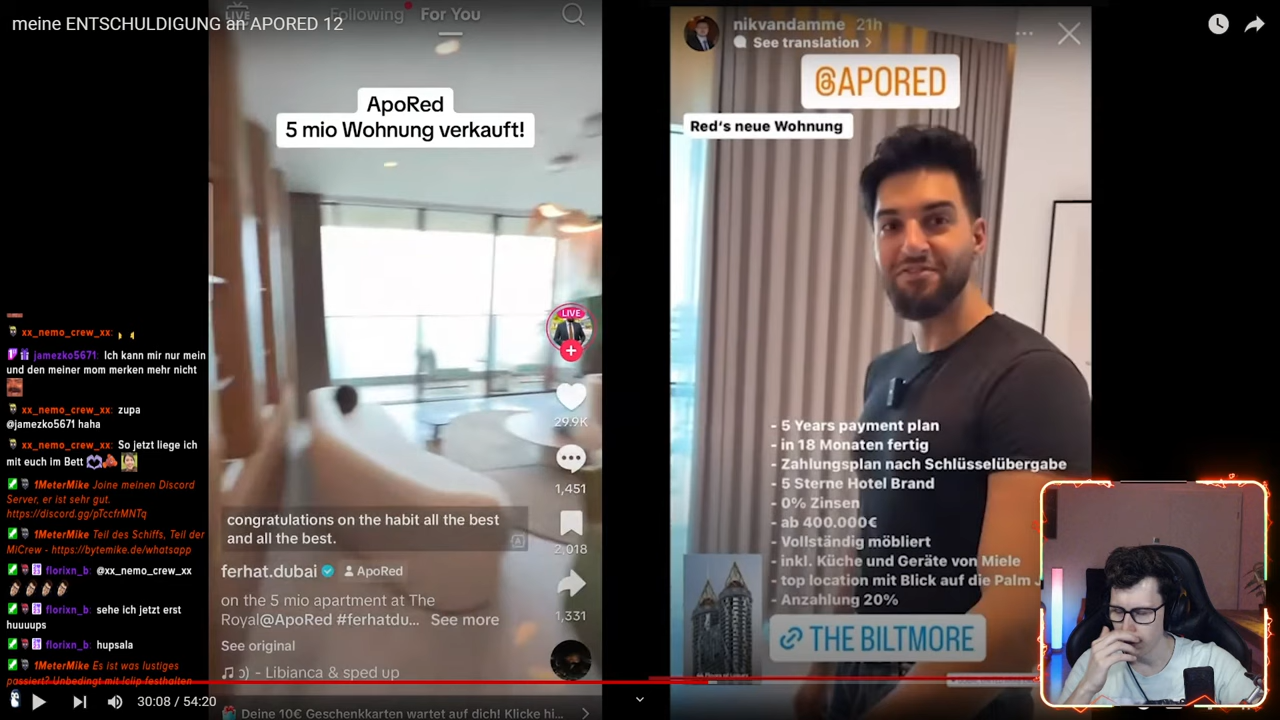 meine ENTSCHULDIGUNG an APORED 12
LIVE
Following
For You
ApoRed
5 mio Wohnung verkauft!
LIVE
29.9K
1,451
2,018
1,331
congratulations on the habit all the best
and all the best.
ferhat.dubai
ApoRed
on the 5 mio apartment at The
Royal@ApoRed #ferhatdu... See more
See original
) - Libianca & sped up
Deine 10€ Geschenkkarten wartet auf dich! Klicke hi...
nikvandamme 21h
See translation
@APORED
Red's neue Wohnung
- 5 Years payment plan
- in 18 Monaten fertig
- Zahlungsplan nach Schlüsselübergabe
- 5 Sterne Hotel Brand
- 0% Zinsen
- ab 400.000€
- Vollständig möbliert
- inkl. Küche und Geräte von Miele
- top location mit Blick auf die Palm
- Anzahlung 20%
THE BILTMORE
xx_nemo_crew_xx:
jamezko5671: Ich kann mir nur mein
und den meiner mom merken mehr nicht
xx_nemo_crew_xx: zupa
@jamezko5671 haha
xx_nemo_crew_xx: So jetzt liege ich
mit euch im Bett
1MeterMike Joine meinen Discord
Server, er ist sehr gut.
https://discord.gg/pTccfrMNTq
1MeterMike Teil des Schiffs, Teil der
MiCrew - https://bytemike.de/whatsapp
florixn_b: @xx_nemo_crew_xx
florixn_b: sehe ich jetzt erst
huuuups
florixn_b: hupsala
1MeterMike Es ist was lustiges
passiert? Unbedingt mit !clip festhalten
30:08 / 54:20